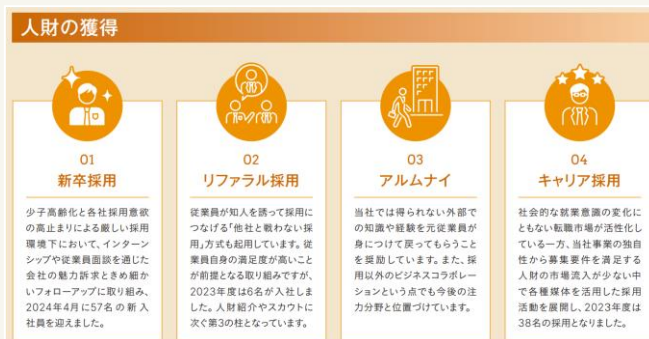 人財の獲得
01
新卒採用
少子高齢化と各社採用意欲
の高まりによる厳しい採用
環境下において、インターン
シップや従業員面談を通じた
会社の魅力訴求ときめ細か
いフォローアップに取り組み、
2024年4月に57名の新入
社員を迎えました。
02
リファラル採用
従業員が知人を誘って採用に
つなげる「他社と戦わない採
用」方式も起用しています。従
業員自身の満足度が高いこと
が前提となる取り組みですが、
2023年度は6名が入社しま
した。人財紹介やスカウトに
次ぐ第3の柱となっています。
03
アルムナイ
当社では得られない外部で
の知識や経験を元従業員が
身につけて戻ってもらうこと
を奨励しています。また、採
用以外のビジネスコラボレー
ションという点でも今後の注
力分野と位置づけています。
04
キャリア採用
社会的な就業意識の変化に
ともない転職市場が活性化し
ている一方、当社事業の独自
性から募集要件を満足する
人財の市場流入が少ない中
で各種媒体を活用した採用
活動を展開し、2023年度は
38名の採用となりました。